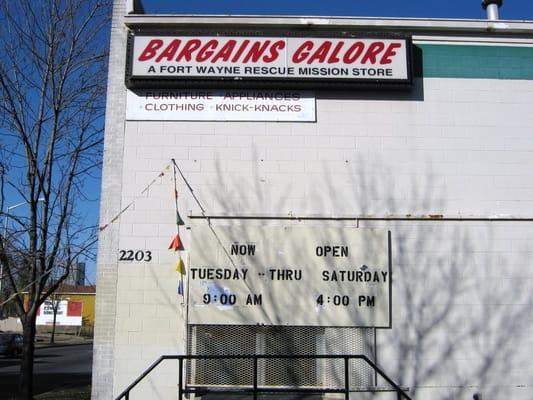 BARGAINS GALORE
A FORT WAYNE RESCUE MISSION STORE
FURNITURE APPLIANCES
CLOTHING KNICK-KNACKS
2203
NOW OPEN
TUESDAY THRU SATURDAY
9:00 AM 4:00 PM